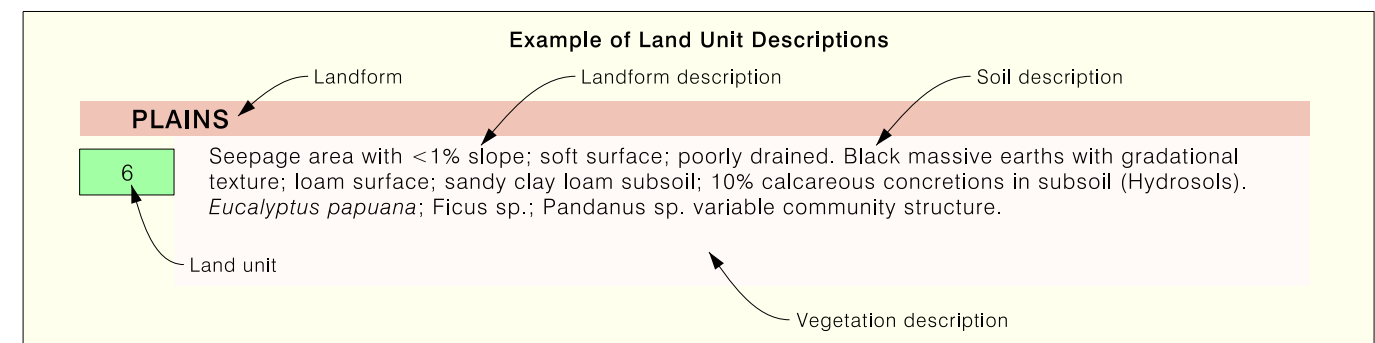 Example of Land Unit Descriptions
Landform
Landform description
Soil description
PLAINS
6
Seepage area with <1% slope; soft surface; poorly drained. Black massive earths with gradational
texture; loam surface; sandy clay loam subsoil; 10% calcareous concretions in subsoil (Hydrosols).
Eucalyptus papuana; Ficus sp.; Pandanus sp. variable community structure.
Land unit
Vegetation description